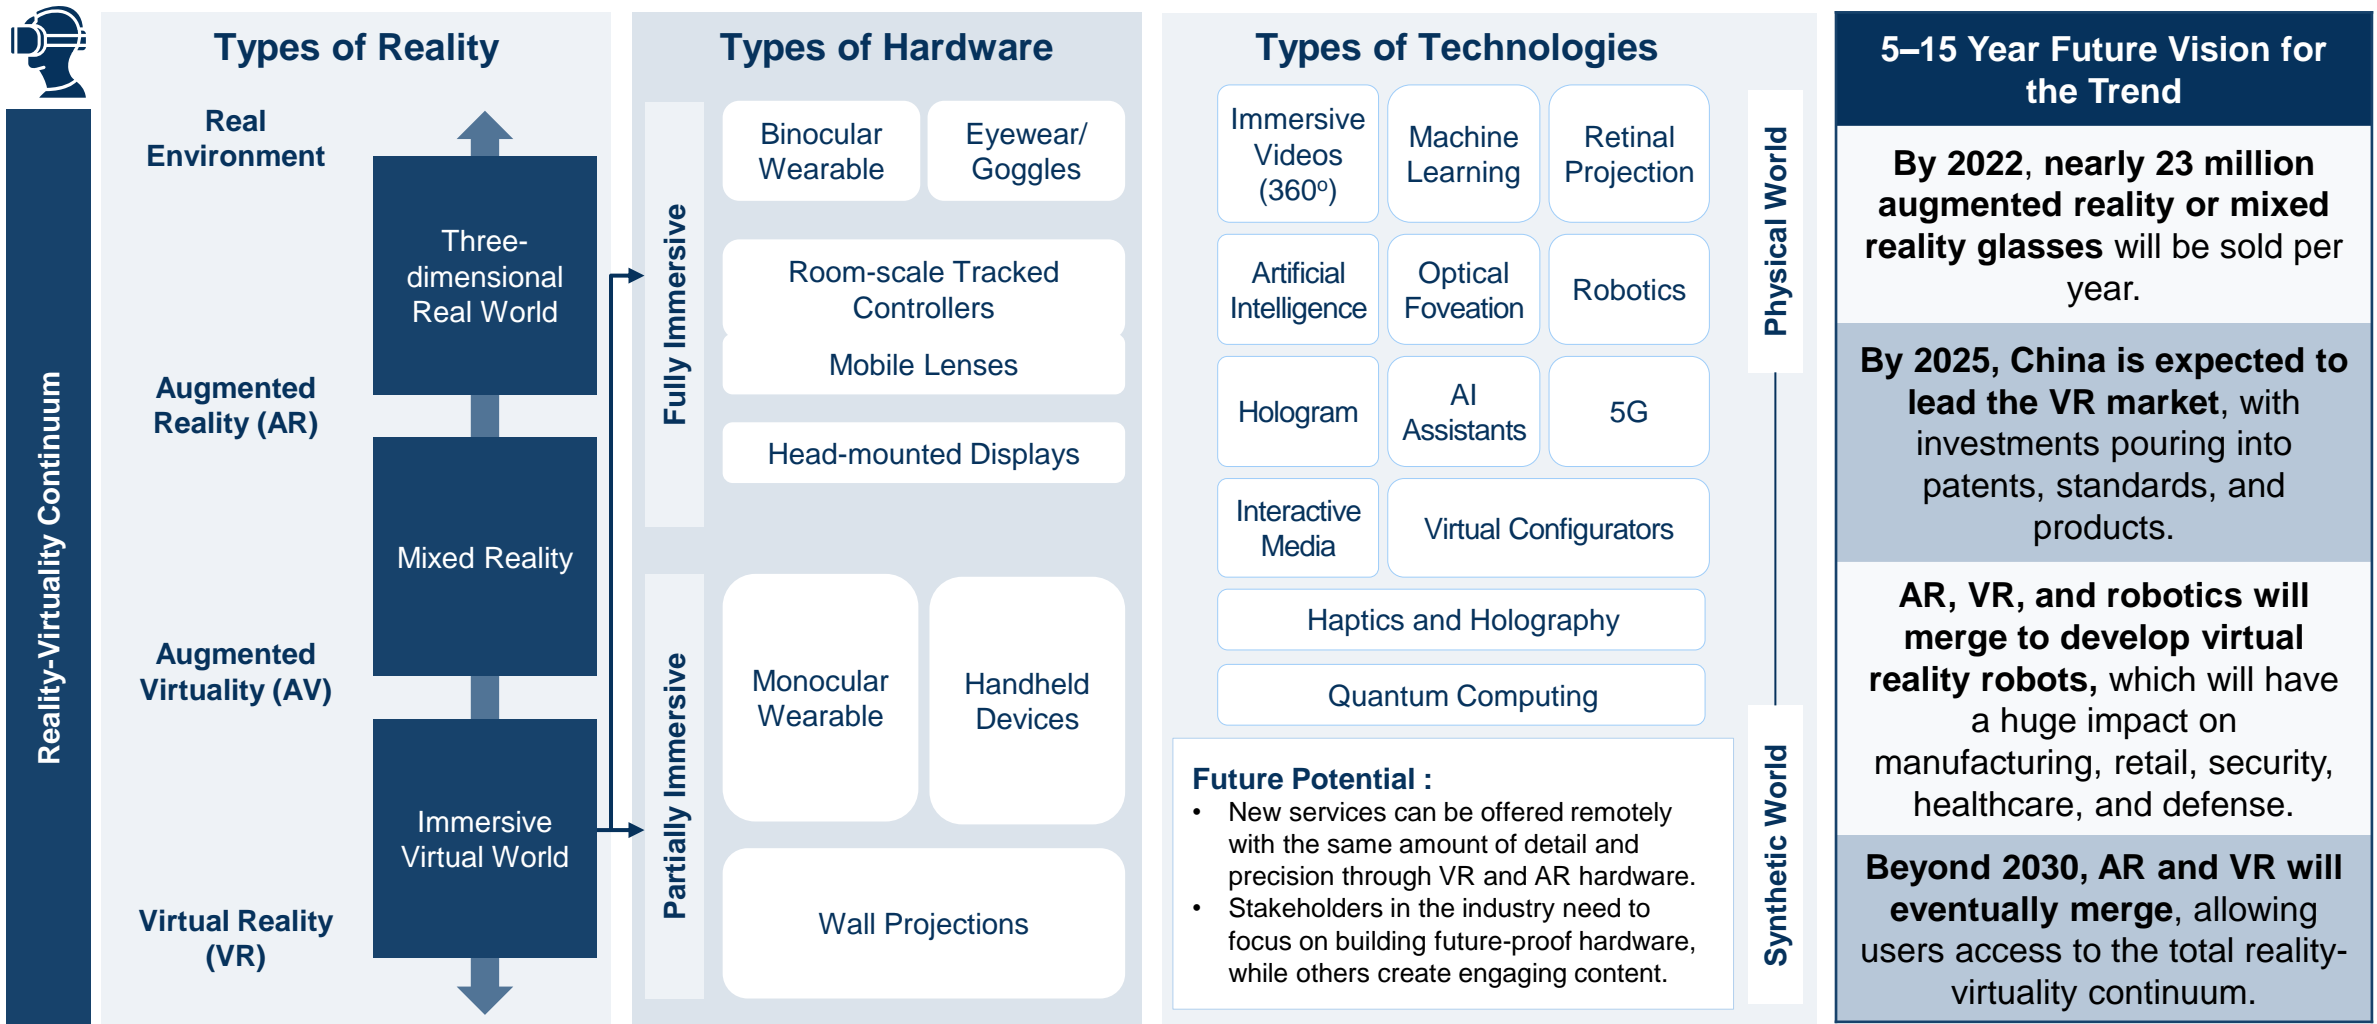 Reality-Virtuality Continuum
Types of Reality
Real
Environment
Augmented
Reality (AR)
Augmented
Virtuality (AV)
Virtual Reality
(VR)
Three-
dimensional
Real World
Mixed Reality
Immersive
Virtual World
Types of Hardware
Fully Immersive
Binocular
Wearable
Eyewear/
Goggles
Room-scale Tracked
Controllers
Mobile Lenses
Head-mounted Displays
Partially Immersive
Monocular
Wearable
Handheld
Devices
Wall Projections
Types of Technologies
Immersive
Videos
(360º)
Machine
Learning
Retinal
Projection
Artificial
Intelligence
Optical
Foveation
Robotics
Hologram
AI
Assistants
5G
Interactive
Media
Virtual Configurators
Haptics and Holography
Quantum Computing
Future Potential :
• New services can be offered remotely
with the same amount of detail and
precision through VR and AR hardware.
• Stakeholders in the industry need to
focus on building future-proof hardware,
while others create engaging content.
Physical World
Synthetic World
5–15 Year Future Vision for
the Trend
By 2022, nearly 23 million
augmented reality or mixed
reality glasses will be sold per
year.
By 2025, China is expected to
lead the VR market, with
investments pouring into
patents, standards, and
products.
AR, VR, and robotics will
merge to develop virtual
reality robots, which will have
a huge impact on
manufacturing, retail, security,
healthcare, and defense.
Beyond 2030, AR and VR will
eventually merge, allowing
users access to the total reality-
virtuality continuum.